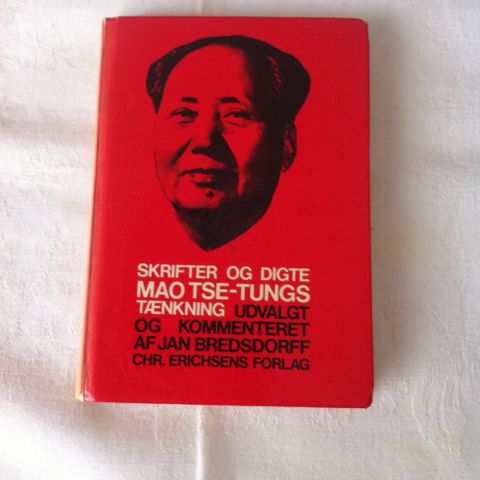 SKRIFTER OG DIGTE
MAO TSE-TUNGS
TÆNKNING UDVALGT
OG KOMMENTERET
AF JAN BREDSDORFF
CHR. ERICHSENS FORLAG